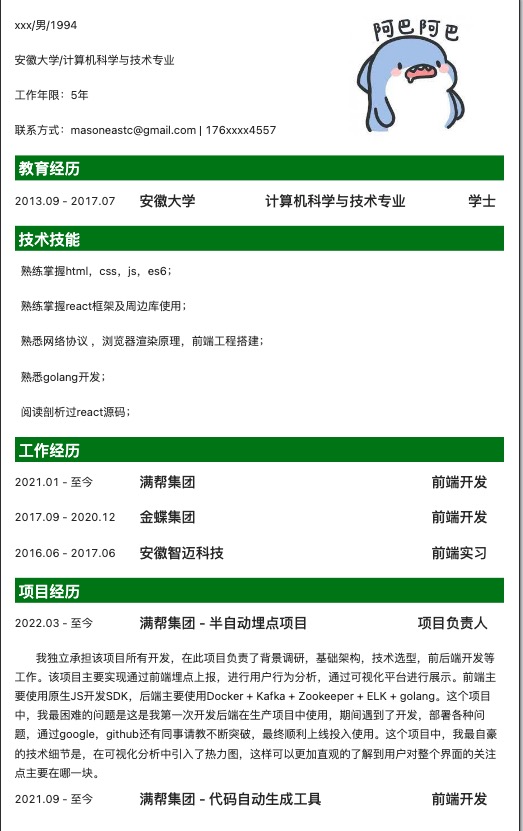 xxx/男/1994
阿巴阿巴
安徽大学/计算机科学与技术专业
工作年限：5年
联系方式：masoneastc@gmail.com | 176xxxx4557
教育经历
2013.09 - 2017.07 安徽大学 计算机科学与技术专业 学士
技术技能
熟练掌握html，css，js，es6；
熟练掌握react框架及周边库使用；
熟悉网络协议 ，浏览器渲染原理，前端工程搭建；
熟悉golang开发；
阅读剖析过react源码；
工作经历
2021.01 - 至今 满帮集团 前端开发
2017.09 - 2020.12 金蝶集团 前端开发
2016.06 - 2017.06 安徽智迈科技 前端实习
项目经历
2022.03 - 至今 满帮集团 - 半自动埋点项目 项目负责人
我独立承担该项目所有开发，在此项目负责了背景调研，基础架构，技术选型，前后端开发等
工作。该项目主要实现通过前端埋点上报，进行用户行为分析，通过可视化平台进行展示。前端主
要使用原生JS开发SDK，后端主要使用Docker + Kafka + Zookeeper + ELK + golang。这个项目
中，我最困难的问题是这是我第一次开发后端在生产项目中使用，期间遇到了开发，部署各种问
题，通过google，github还有同事请教不断突破，最终顺利上线投入使用。这个项目中，我最自豪
的技术细节是，在可视化分析中引入了热力图，这样可以更加直观的了解到用户对整个界面的关注
点主要在哪一块。
2021.09 - 至今 满帮集团 - 代码自动生成工具 前端开发